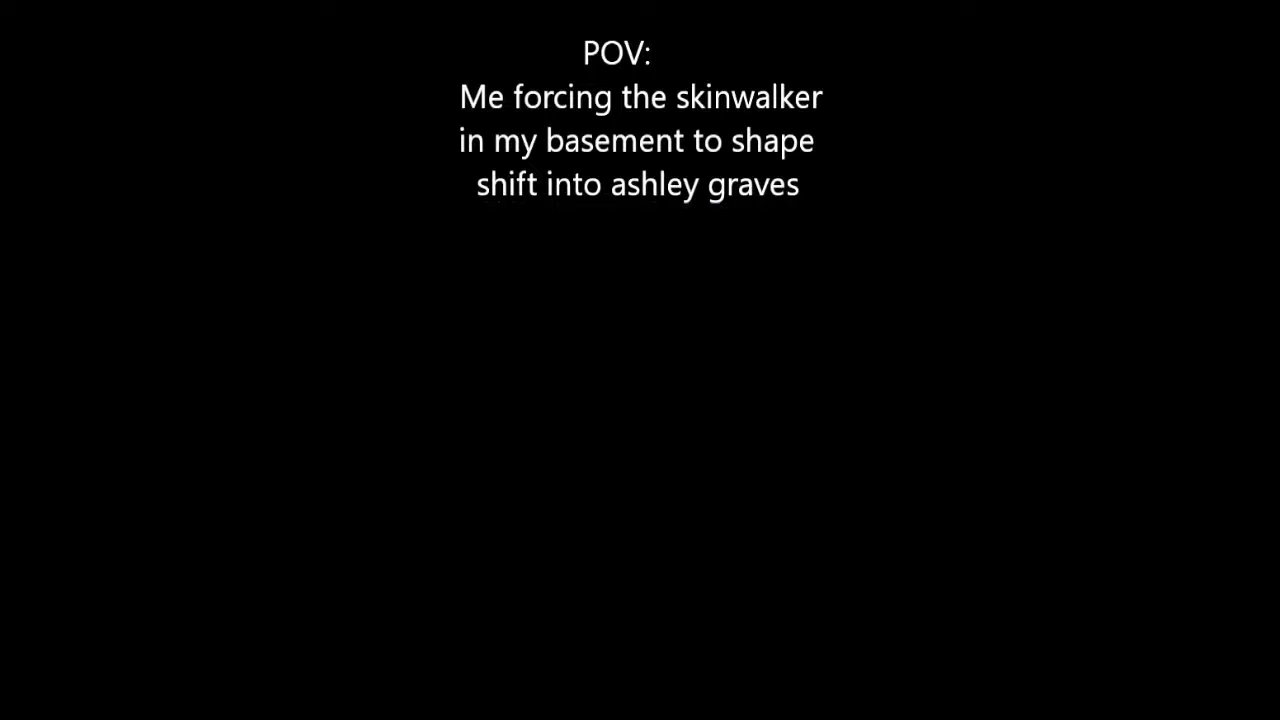 POV:
Me forcing the skinwalker
in my basement to shape
shift into ashley graves